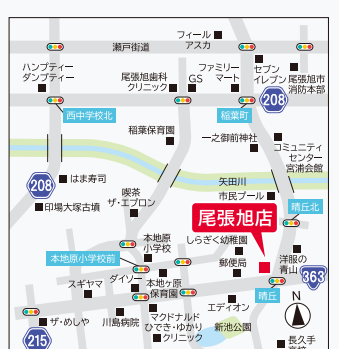 フィール
アスカ
瀬戸街道
ハンプティー
ダンプティー
尾張旭歯科
クリニック
ファミリー
マート
GS
セブン
イレブン
尾張旭市
消防本部
208
西中学校北
稲葉町
稲葉保育園
一之御前神社
コミュニティ
センター
宮浦会館
はま寿司
208
印場大塚古墳
喫茶
ザ・エプロン
矢田川
市民プール
晴丘北
尾張旭店
しらぎく幼稚園
郵便局
洋服の
青山
本地原
小学校
本地原小学校前
363
スギヤマ
ダイソー
本地ヶ原
保育園
晴丘
N
エディオン
ザ・めしや
川島病院
マクドナルド
ひでき・ゆかり
クリニック
新池公園
215
長久手